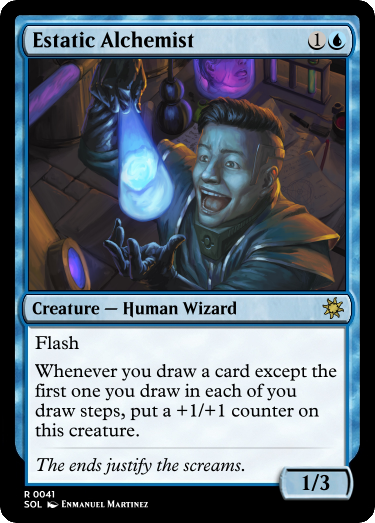 Estatic Alchemist 1
Creature — Human Wizard
Flash
Whenever you draw a card except the
first one you draw in each of you
draw steps, put a +1/+1 counter on
this creature.
The ends justify the screams.
1/3
R 0041
SOL Enmanuel Martinez